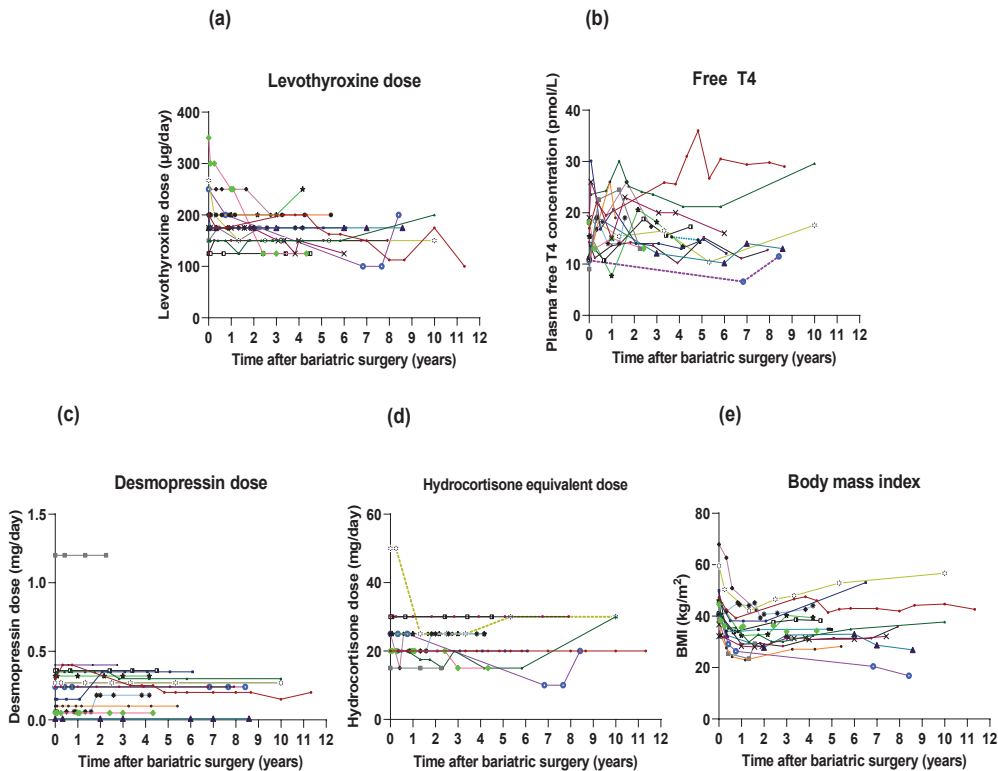 (a)
(b)
Levothyroxine dose
Free T4
Levothyroxine dose (µg/day)
400
300
200
100
0
0 1 2 3 4 5 6 7 8 9 10 11 12
Time after bariatric surgery (years)
Plasma free T4 concentration (pmol/L)
40
30
20
10
0
0 1 2 3 4 5 6 7 8 9 10 11 12
Time after bariatric surgery (years)
(c)
(d)
(e)
Desmopressin dose
Hydrocortisone equivalent dose
Body mass index
Desmopressin dose (mg/day)
1.5
1.0
0.5
0.0
0 1 2 3 4 5 6 7 8 9 10 11 12
Time after bariatric surgery (years)
Hydrocortisone dose (mg/day)
60
40
20
0
0 1 2 3 4 5 6 7 8 9 10 11 12
Time after bariatric surgery (years)
BMI (kg/m²)
80
60
40
20
0
0 1 2 3 4 5 6 7 8 9 10 11 12
Time after bariatric surgery (years)